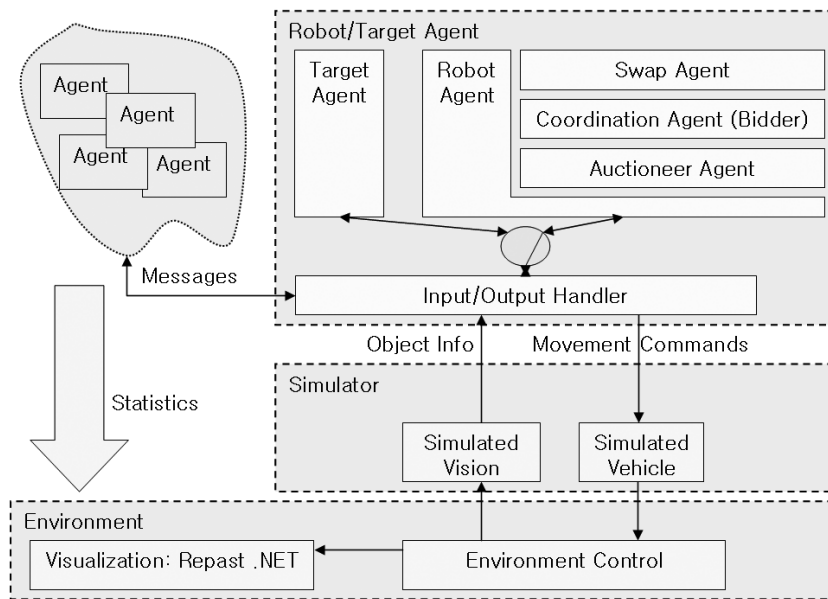 Robot/Target Agent
Agent
Agent
Agent
Agent
Target
Agent
Robot
Agent
Swap Agent
Coordination Agent (Bidder)
Auctioneer Agent
Messages
Input/Output Handler
Object Info
Movement Commands
Statistics
Simulator
Simulated
Vision
Simulated
Vehicle
Environment
Visualization: Repast .NET
Environment Control